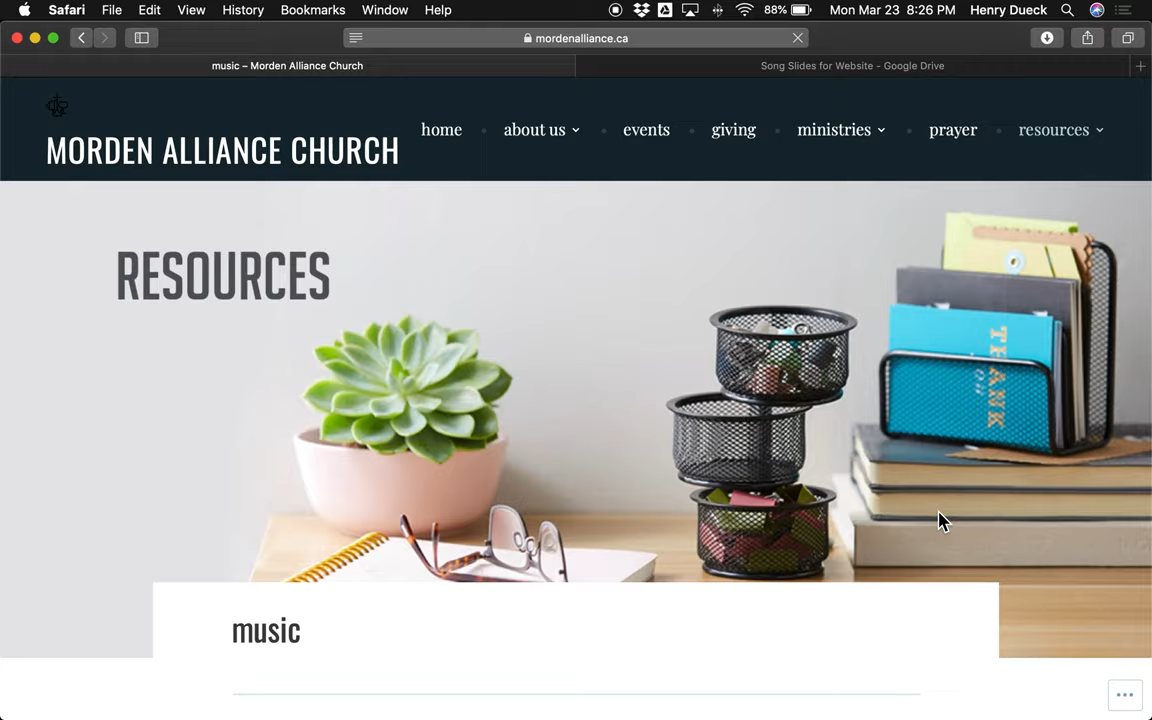 Safari File Edit View History Bookmarks Window Help 88% Mon Mar 23 8:26 PM Henry Dueck
mordenalliance.ca
music – Morden Alliance Church Song Slides for Website - Google Drive
MORDEN ALLIANCE CHURCH
home about us events giving ministries prayer resources
RESOURCES
THANK
music